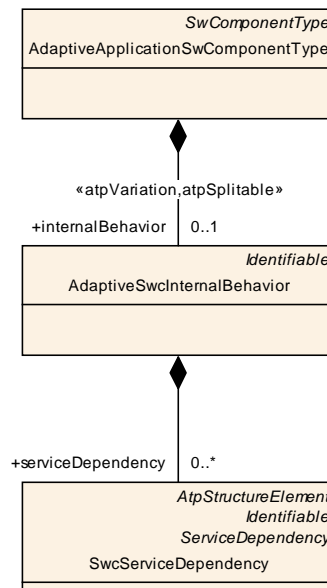 SwComponentType
AdaptiveApplicationSwComponentType
«atpVariation,atpSplitable»
+internalBehavior 0..1
Identifiable
AdaptiveSwcInternalBehavior
+serviceDependency 0..*
AtpStructureElement
Identifiable
ServiceDependency
SwcServiceDependency